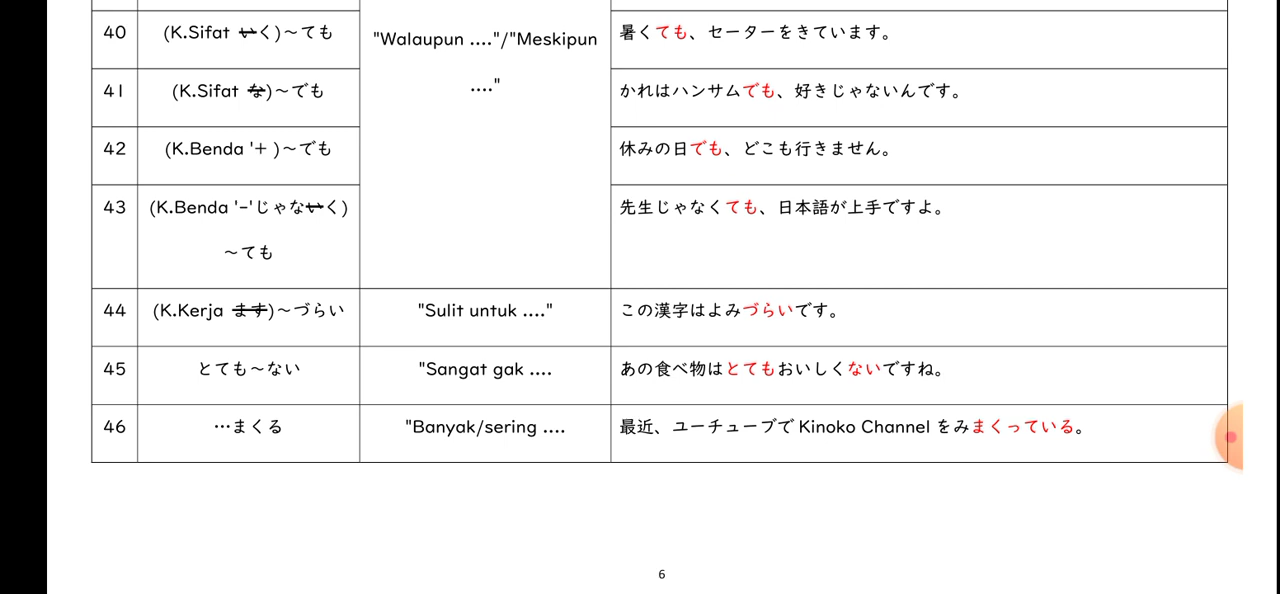 40 (K.Sifat いく)～ても "Walaupun ...."/"Meskipun ...." 暑くても、セーターをきています。
41 (K.Sifat な)～でも かれはハンサムでも、好きじゃないんです。
42 (K.Benda '+ )～でも 休みの日でも、どこも行きません。
43 (K.Benda '-'じゃないく) ～ても 先生じゃなくても、日本語が上手ですよ。
44 (K.Kerja ます)～づらい "Sulit untuk ...." この漢字はよみづらいです。
45 とても～ない "Sangat gak .... あの食べ物はとてもおいしくないですね。
46 …まくる "Banyak/sering .... 最近、ユーチューブで Kinoko Channel をみまくっている。
6